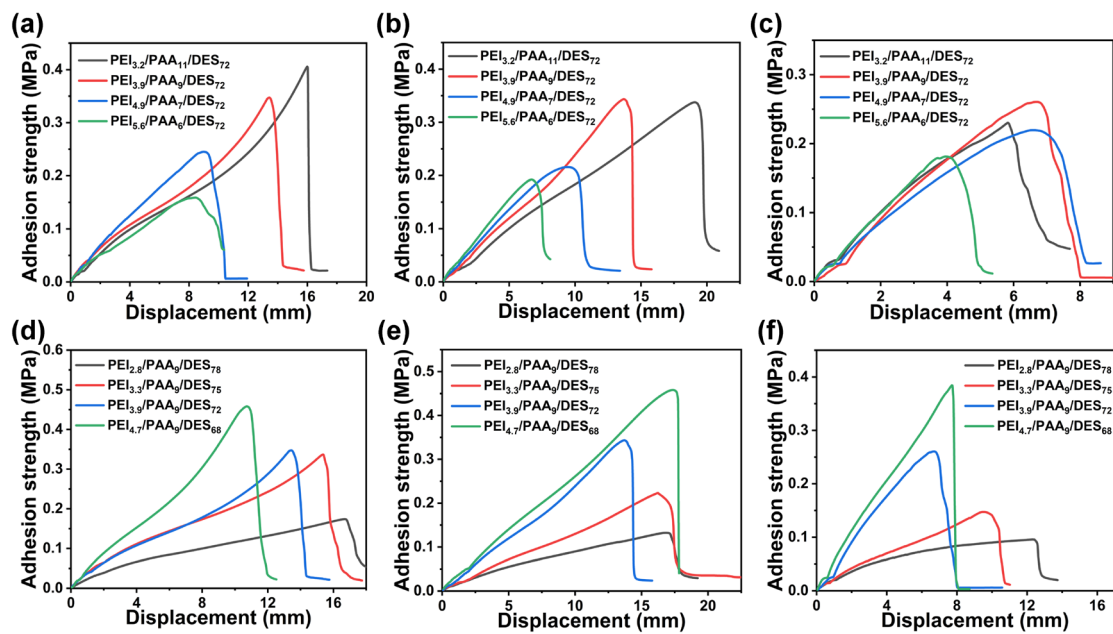 (a)
PEI3.2/PAA11/DES72
PEI3.9/PAA9/DES72
PEI4.9/PAA7/DES72
PEI5.6/PAA6/DES72
Adhesion strength (MPa)
0.4
0.3
0.2
0.1
0.0
0 4 8 12 16 20
Displacement (mm)
(b)
PEI3.2/PAA11/DES72
PEI3.9/PAA9/DES72
PEI4.9/PAA7/DES72
PEI5.6/PAA6/DES72
Adhesion strength (MPa)
0.4
0.3
0.2
0.1
0.0
0 5 10 15 20
Displacement (mm)
(c)
PEI3.2/PAA11/DES72
PEI3.9/PAA9/DES72
PEI4.9/PAA7/DES72
PEI5.6/PAA6/DES72
Adhesion strength (MPa)
0.3
0.2
0.1
0.0
0 2 4 6 8
Displacement (mm)
(d)
PEI2.8/PAA9/DES78
PEI3.3/PAA9/DES75
PEI3.9/PAA9/DES72
PEI4.7/PAA9/DES68
Adhesion strength (MPa)
0.6
0.5
0.4
0.3
0.2
0.1
0.0
0 4 8 12 16
Displacement (mm)
(e)
PEI2.8/PAA9/DES78
PEI3.3/PAA9/DES75
PEI3.9/PAA9/DES72
PEI4.7/PAA9/DES68
Adhesion strength (MPa)
0.5
0.4
0.3
0.2
0.1
0.0
0 5 10 15 20
Displacement (mm)
(f)
PEI2.8/PAA9/DES78
PEI3.3/PAA9/DES75
PEI3.9/PAA9/DES72
PEI4.7/PAA9/DES68
Adhesion strength (MPa)
0.4
0.3
0.2
0.1
0.0
0 4 8 12 16
Displacement (mm)